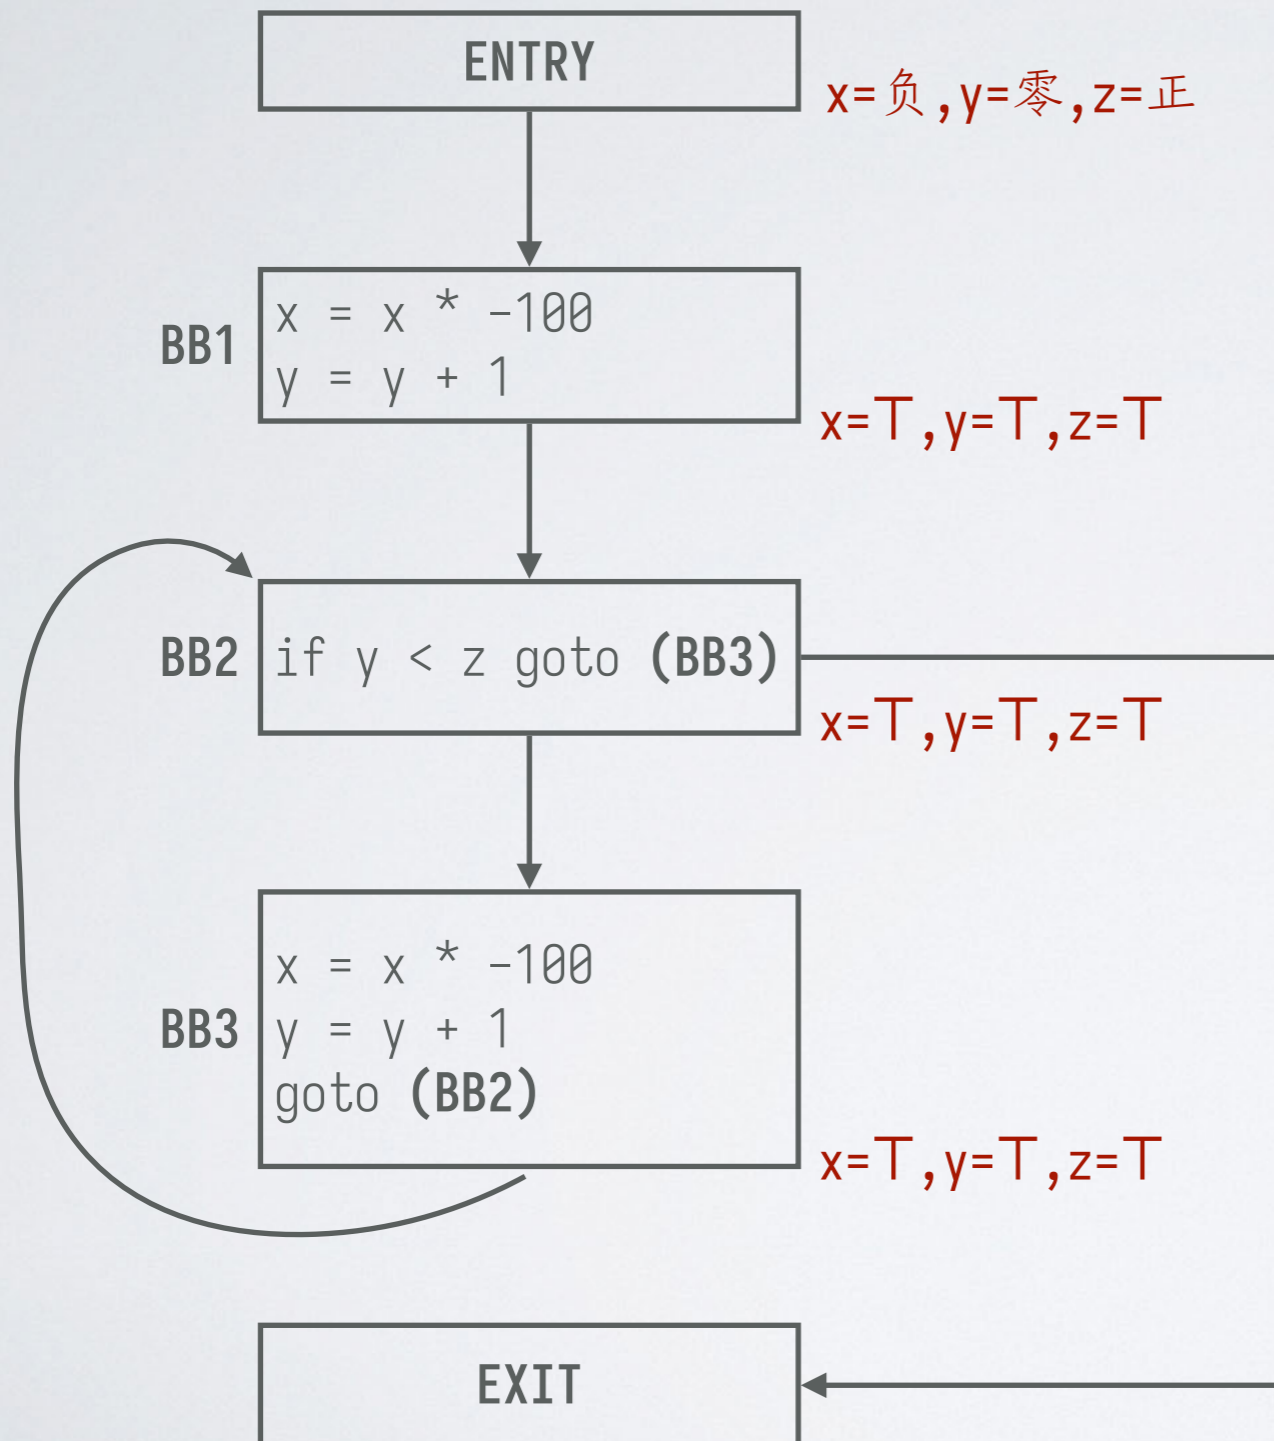 ENTRY
x=负,y=零,z=正
x = x * -100
BB1
y = y + 1
x=⊤,y=⊤,z=⊤
BB2 if y < z goto (BB3)
x=⊤,y=⊤,z=⊤
x = x * -100
BB3 y = y + 1
goto (BB2)
x=⊤,y=⊤,z=⊤
EXIT